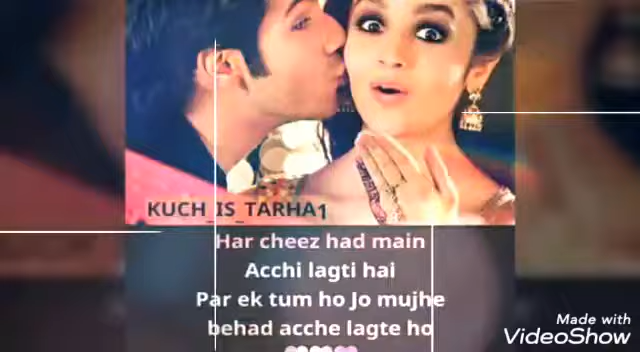 KUCH_IS_TARHA1
Har cheez had main
Acchi lagti hai
Par ek tum ho Jo mujhe
behad acche lagte ho
Made with
VideoShow